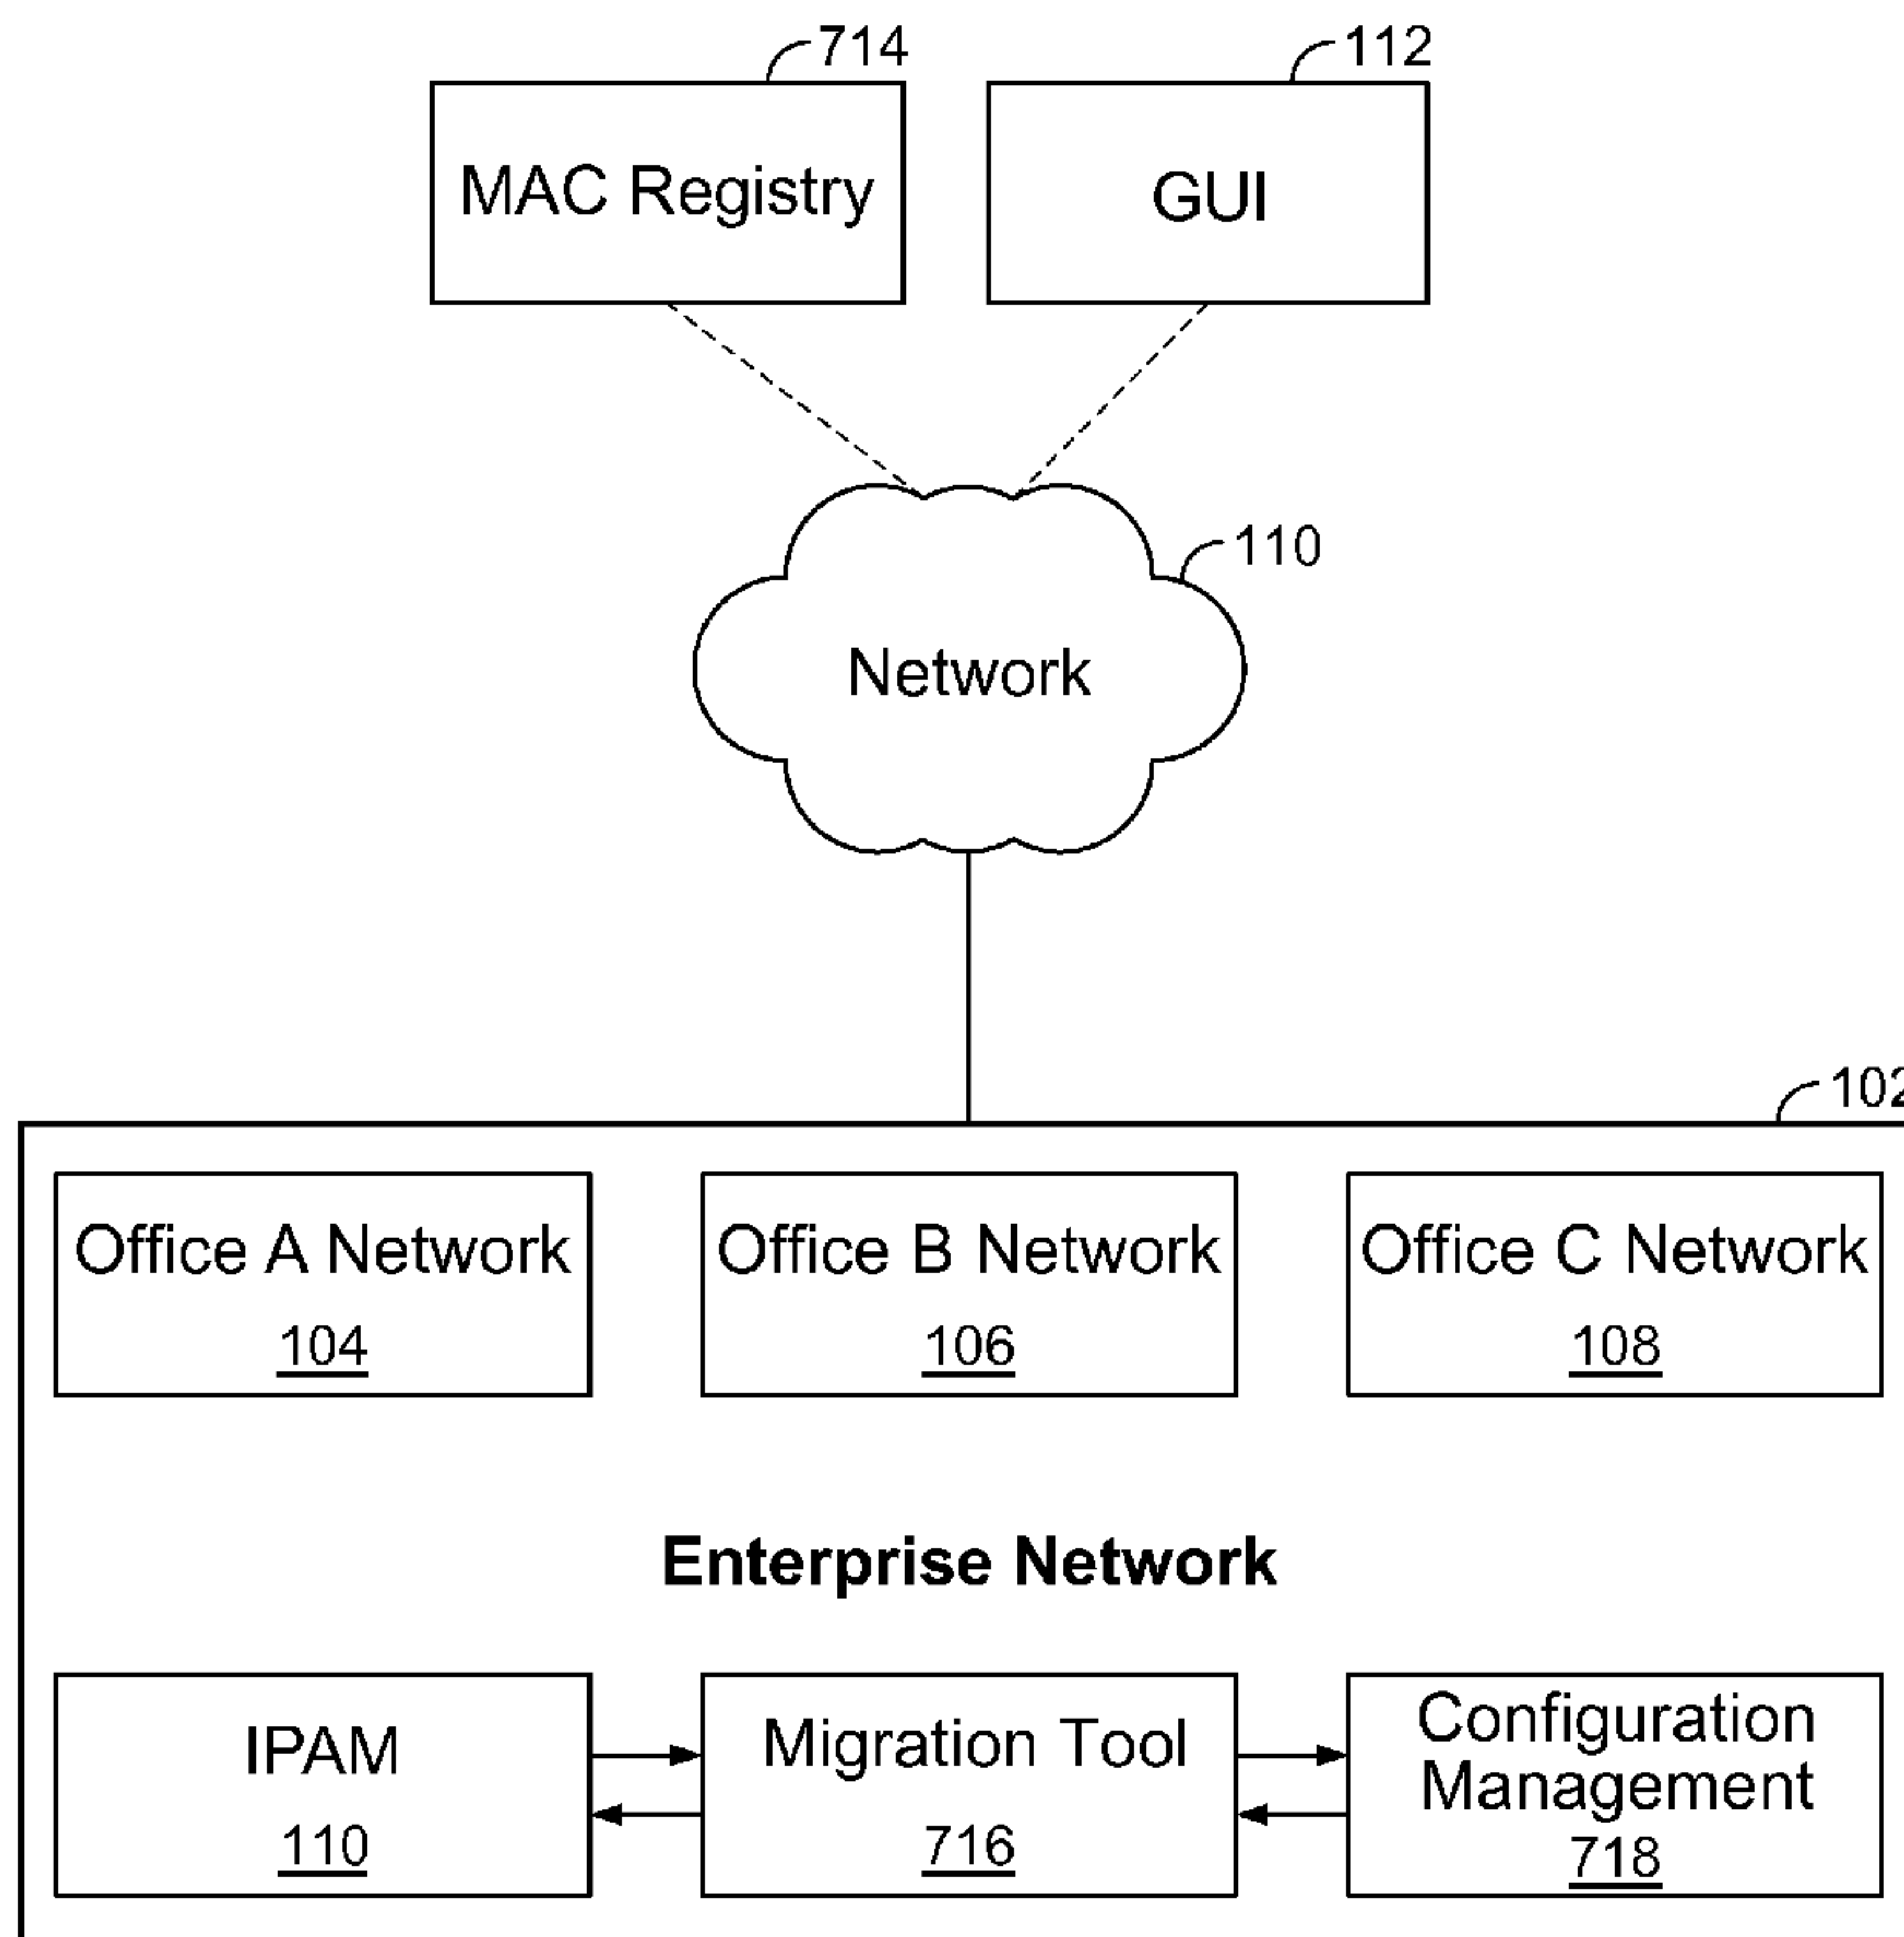 714
112
MAC Registry
GUI
110
Network
102
Office A Network
104
Office B Network
106
Office C Network
108
Enterprise Network
IPAM
110
Migration Tool
716
Configuration
Management
718